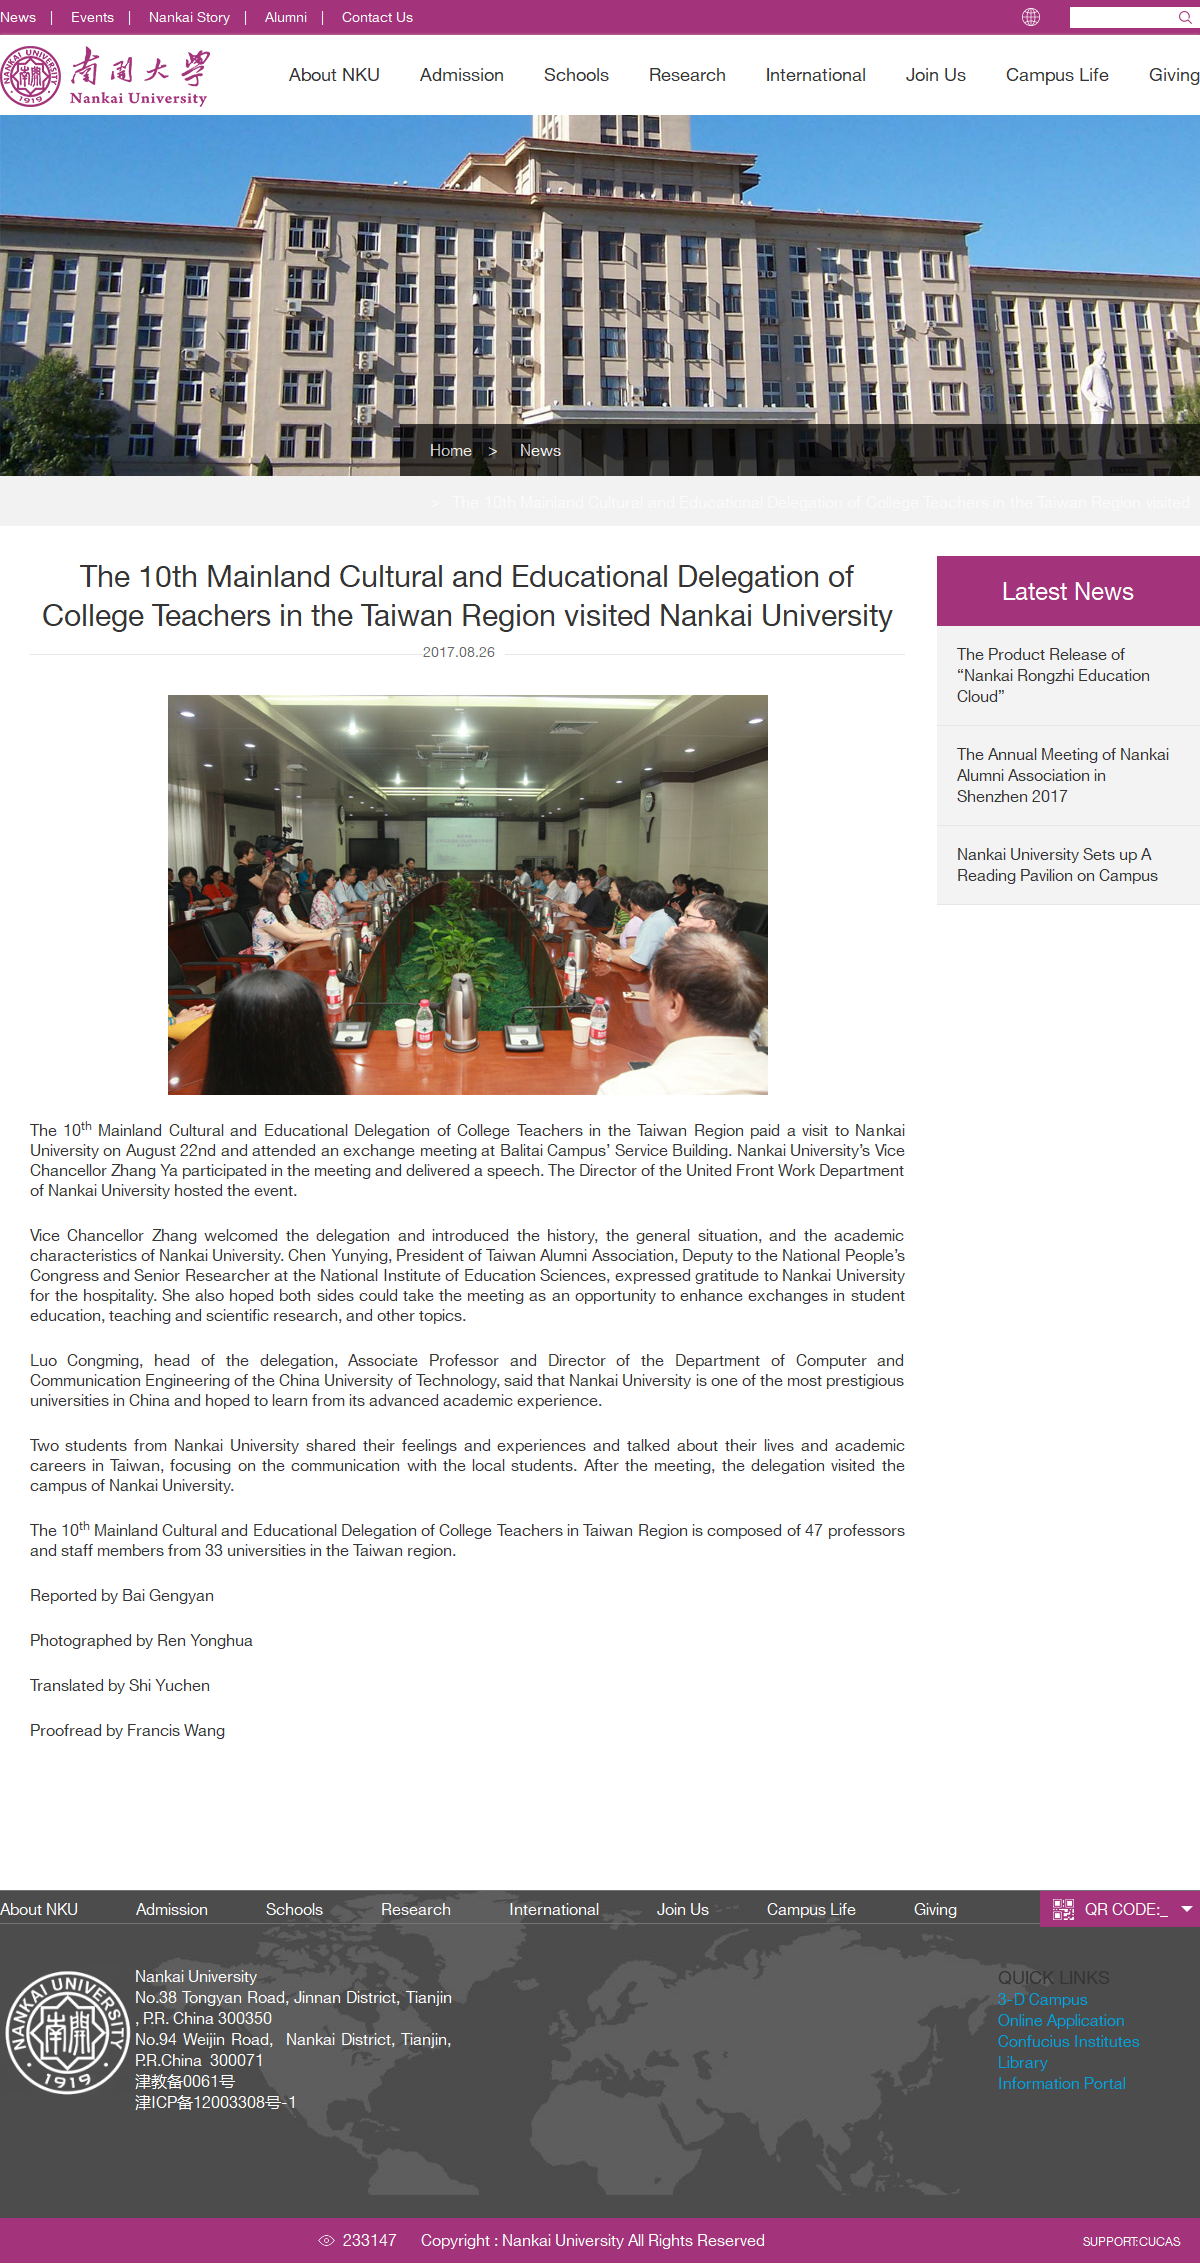 News | Events | Nankai Story | Alumni | Contact Us
NANKAI UNIVERSITY
1919
南開大學
Nankai University
About NKU Admission Schools Research International Join Us Campus Life Giving
Home > News
> The 10th Mainland Cultural and Educational Delegation of College Teachers in the Taiwan Region visited
The 10th Mainland Cultural and Educational Delegation of
College Teachers in the Taiwan Region visited Nankai University
2017.08.26
Latest News
The Product Release of
“Nankai Rongzhi Education
Cloud”
The Annual Meeting of Nankai
Alumni Association in
Shenzhen 2017
Nankai University Sets up A
Reading Pavilion on Campus
The 10th Mainland Cultural and Educational Delegation of College Teachers in the Taiwan Region paid a visit to Nankai
University on August 22nd and attended an exchange meeting at Balitai Campus’ Service Building. Nankai University’s Vice
Chancellor Zhang Ya participated in the meeting and delivered a speech. The Director of the United Front Work Department
of Nankai University hosted the event.
Vice Chancellor Zhang welcomed the delegation and introduced the history, the general situation, and the academic
characteristics of Nankai University. Chen Yunying, President of Taiwan Alumni Association, Deputy to the National People’s
Congress and Senior Researcher at the National Institute of Education Sciences, expressed gratitude to Nankai University
for the hospitality. She also hoped both sides could take the meeting as an opportunity to enhance exchanges in student
education, teaching and scientific research, and other topics.
Luo Congming, head of the delegation, Associate Professor and Director of the Department of Computer and
Communication Engineering of the China University of Technology, said that Nankai University is one of the most prestigious
universities in China and hoped to learn from its advanced academic experience.
Two students from Nankai University shared their feelings and experiences and talked about their lives and academic
careers in Taiwan, focusing on the communication with the local students. After the meeting, the delegation visited the
campus of Nankai University.
The 10th Mainland Cultural and Educational Delegation of College Teachers in Taiwan Region is composed of 47 professors
and staff members from 33 universities in the Taiwan region.
Reported by Bai Gengyan
Photographed by Ren Yonghua
Translated by Shi Yuchen
Proofread by Francis Wang
About NKU Admission Schools Research International Join Us Campus Life Giving
QR CODE:_
NANKAI UNIVERSITY
南開
1919
Nankai University
No.38 Tongyan Road, Jinnan District, Tianjin
, P.R. China 300350
No.94 Weijin Road, Nankai District, Tianjin,
P.R.China 300071
津教备0061号
津ICP备12003308号-1
QUICK LINKS
3-D Campus
Online Application
Confucius Institutes
Library
Information Portal
233147 Copyright : Nankai University All Rights Reserved
SUPPORT:CUCAS